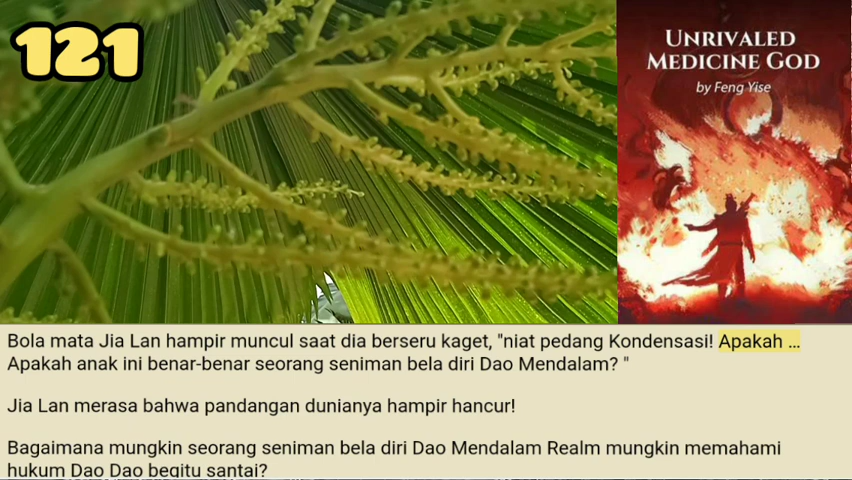 121
UNRIVALED
MEDICINE GOD
by Feng Yise
Bola mata Jia Lan hampir muncul saat dia berseru kaget, "niat pedang Kondensasi! Apakah ...
Apakah anak ini benar-benar seorang seniman bela diri Dao Mendalam? "
Jia Lan merasa bahwa pandangan dunianya hampir hancur!
Bagaimana mungkin seorang seniman bela diri Dao Mendalam Realm mungkin memahami
hukum Dao Dao begitu santai?